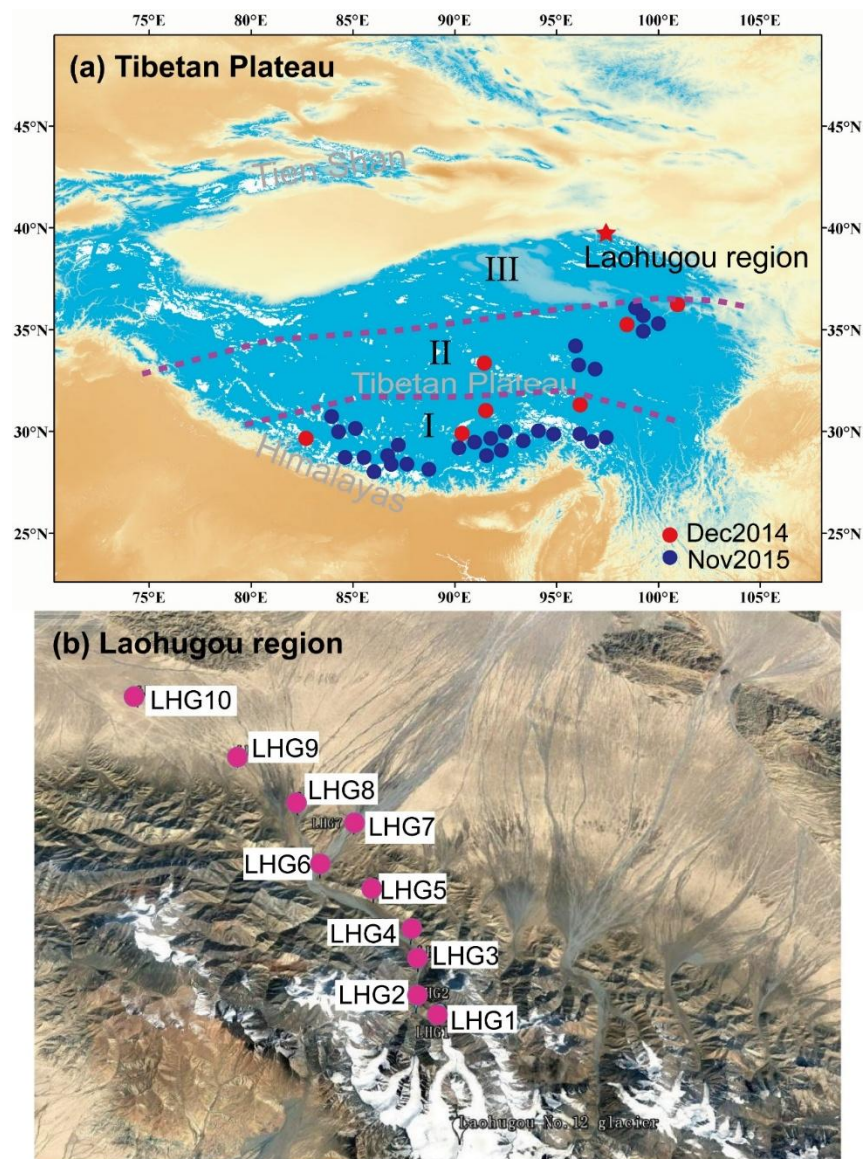 75°E 80°E 85°E 90°E 95°E 100°E 105°E
(a) Tibetan Plateau
45°N 45°N
Tien Shan
40°N 40°N
Laohugou region
III
35°N 35°N
II
Tibetan Plateau
30°N 30°N
I
Himalayas
25°N 25°N
Dec2014
Nov2015
75°E 80°E 85°E 90°E 95°E 100°E 105°E
(b) Laohugou region
LHG10
LHG9
LHG8
LHG7 LHG7
LHG6
LHG5
LHG4
LHG3
LHG2
LHG1
LHG1
Laohugou No.12 glacier